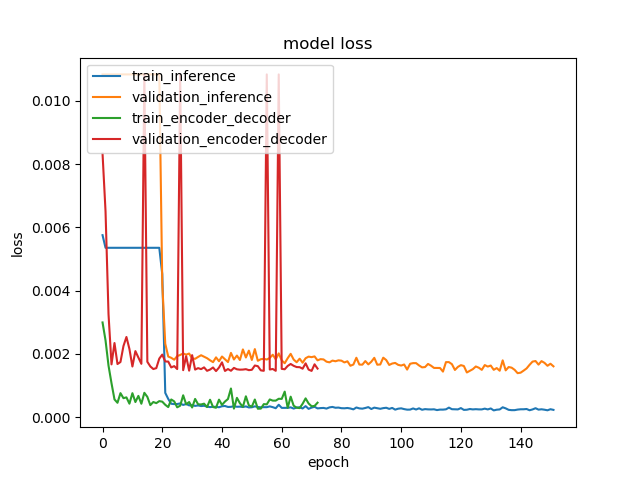 model loss
train_inference
validation_inference
train_encoder_decoder
validation_encoder_decoder
0.010
0.008
0.006
0.004
0.002
0.000
loss
0 20 40 60 80 100 120 140
epoch